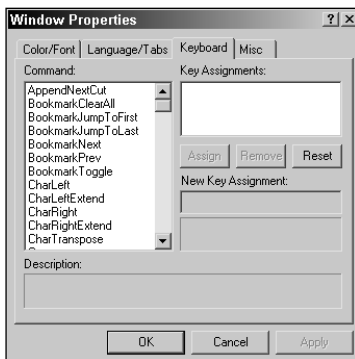 Window Properties
Color/Font Language/Tabs Keyboard Misc
Command:
AppendNextCut
BookmarkClearAll
BookmarkJumpToFirst
BookmarkJumpToLast
BookmarkNext
BookmarkPrev
BookmarkToggle
CharLeft
CharLeftExtend
CharRight
CharRightExtend
CharTranspose
Key Assignments:
Assign Remove Reset
New Key Assignment:
Description:
OK Cancel Apply